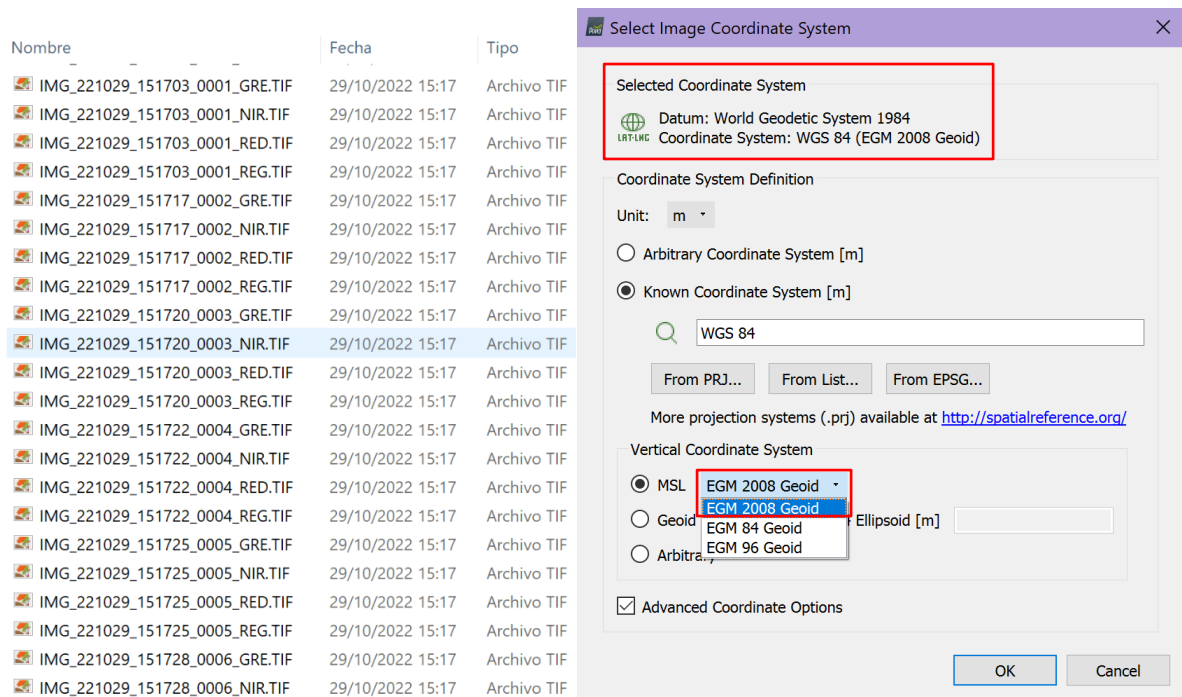 Nombre Fecha Tipo
IMG_221029_151703_0001_GRE.TIF 29/10/2022 15:17 Archivo TIF
IMG_221029_151703_0001_NIR.TIF 29/10/2022 15:17 Archivo TIF
IMG_221029_151703_0001_RED.TIF 29/10/2022 15:17 Archivo TIF
IMG_221029_151703_0001_REG.TIF 29/10/2022 15:17 Archivo TIF
IMG_221029_151717_0002_GRE.TIF 29/10/2022 15:17 Archivo TIF
IMG_221029_151717_0002_NIR.TIF 29/10/2022 15:17 Archivo TIF
IMG_221029_151717_0002_RED.TIF 29/10/2022 15:17 Archivo TIF
IMG_221029_151717_0002_REG.TIF 29/10/2022 15:17 Archivo TIF
IMG_221029_151720_0003_GRE.TIF 29/10/2022 15:17 Archivo TIF
IMG_221029_151720_0003_NIR.TIF 29/10/2022 15:17 Archivo TIF
IMG_221029_151720_0003_RED.TIF 29/10/2022 15:17 Archivo TIF
IMG_221029_151720_0003_REG.TIF 29/10/2022 15:17 Archivo TIF
IMG_221029_151722_0004_GRE.TIF 29/10/2022 15:17 Archivo TIF
IMG_221029_151722_0004_NIR.TIF 29/10/2022 15:17 Archivo TIF
IMG_221029_151722_0004_RED.TIF 29/10/2022 15:17 Archivo TIF
IMG_221029_151722_0004_REG.TIF 29/10/2022 15:17 Archivo TIF
IMG_221029_151725_0005_GRE.TIF 29/10/2022 15:17 Archivo TIF
IMG_221029_151725_0005_NIR.TIF 29/10/2022 15:17 Archivo TIF
IMG_221029_151725_0005_RED.TIF 29/10/2022 15:17 Archivo TIF
IMG_221029_151725_0005_REG.TIF 29/10/2022 15:17 Archivo TIF
IMG_221029_151728_0006_GRE.TIF 29/10/2022 15:17 Archivo TIF
IMG_221029_151728_0006_NIR.TIF 29/10/2022 15:17 Archivo TIF
Select Image Coordinate System
Selected Coordinate System
Datum: World Geodetic System 1984
LAT-LNG Coordinate System: WGS 84 (EGM 2008 Geoid)
Coordinate System Definition
Unit: m
Arbitrary Coordinate System [m]
Known Coordinate System [m]
WGS 84
From PRJ... From List... From EPSG...
More projection systems (.prj) available at http://spatialreference.org/
Vertical Coordinate System
MSL EGM 2008 Geoid
EGM 2008 Geoid
Geoid Ellipsoid [m]
EGM 84 Geoid
EGM 96 Geoid
Advanced Coordinate Options
OK Cancel